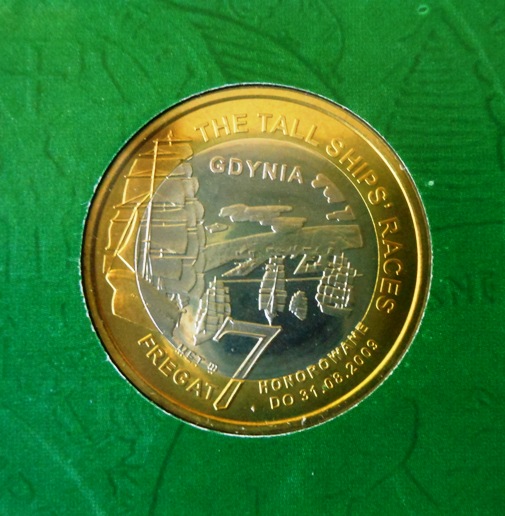 THE TALL SHIPS' RACES
GDYNIA
7
FREGAT
HONOROWANE
DO 31.08.2009